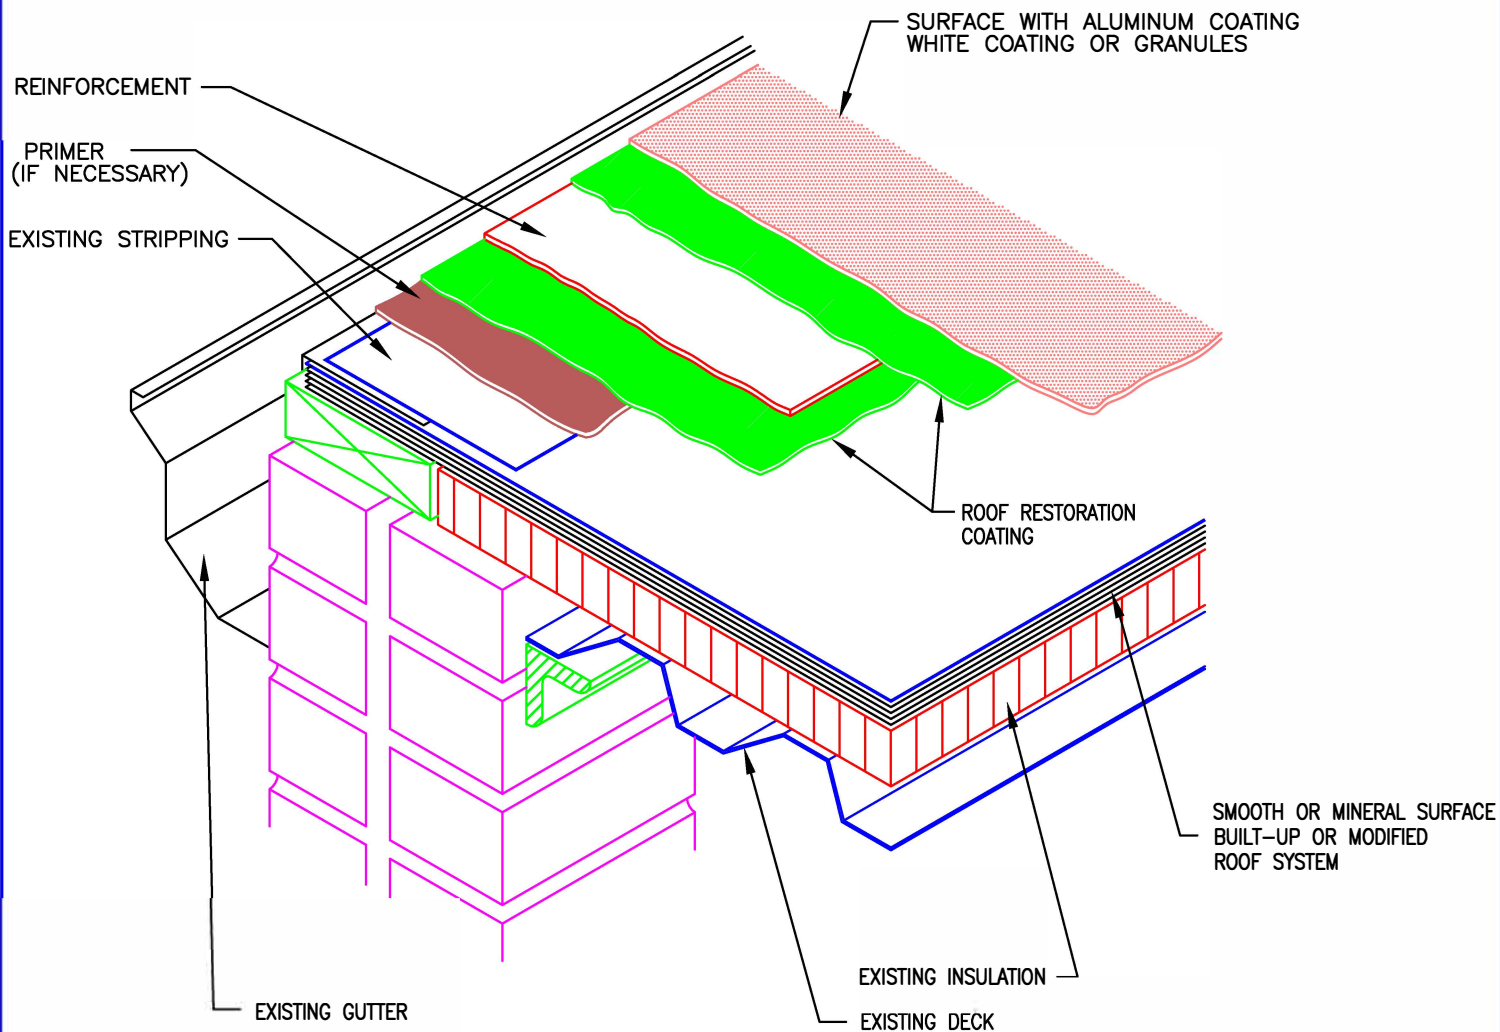 SURFACE WITH ALUMINUM COATING
WHITE COATING OR GRANULES
REINFORCEMENT
PRIMER
(IF NECESSARY)
EXISTING STRIPPING
ROOF RESTORATION
COATING
SMOOTH OR MINERAL SURFACE
BUILT-UP OR MODIFIED
ROOF SYSTEM
EXISTING INSULATION
EXISTING GUTTER
EXISTING DECK